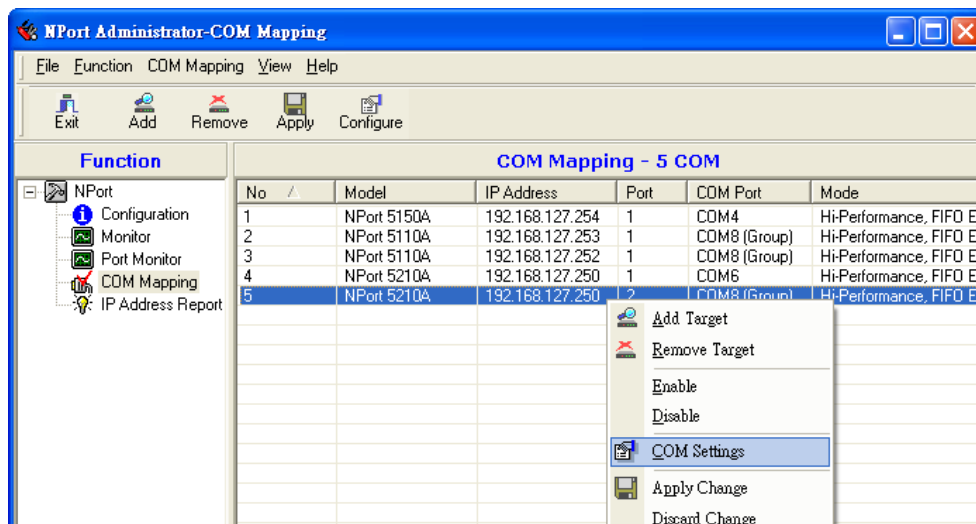 NPort Administrator-COM Mapping
File Function COM Mapping View Help
Exit Add Remove Apply Configure
Function
COM Mapping - 5 COM
NPort
Configuration
Monitor
Port Monitor
COM Mapping
IP Address Report
No Model IP Address Port COM Port Mode
1 NPort 5150A 192.168.127.254 1 COM4 Hi-Performance, FIFO E
2 NPort 5110A 192.168.127.253 1 COM8 (Group) Hi-Performance, FIFO E
3 NPort 5110A 192.168.127.252 1 COM8 (Group) Hi-Performance, FIFO E
4 NPort 5210A 192.168.127.250 1 COM6 Hi-Performance, FIFO E
5 NPort 5210A 192.168.127.250 2 COM8 (Group) Hi-Performance, FIFO E
Add Target
Remove Target
Enable
Disable
COM Settings
Apply Change
Discard Change